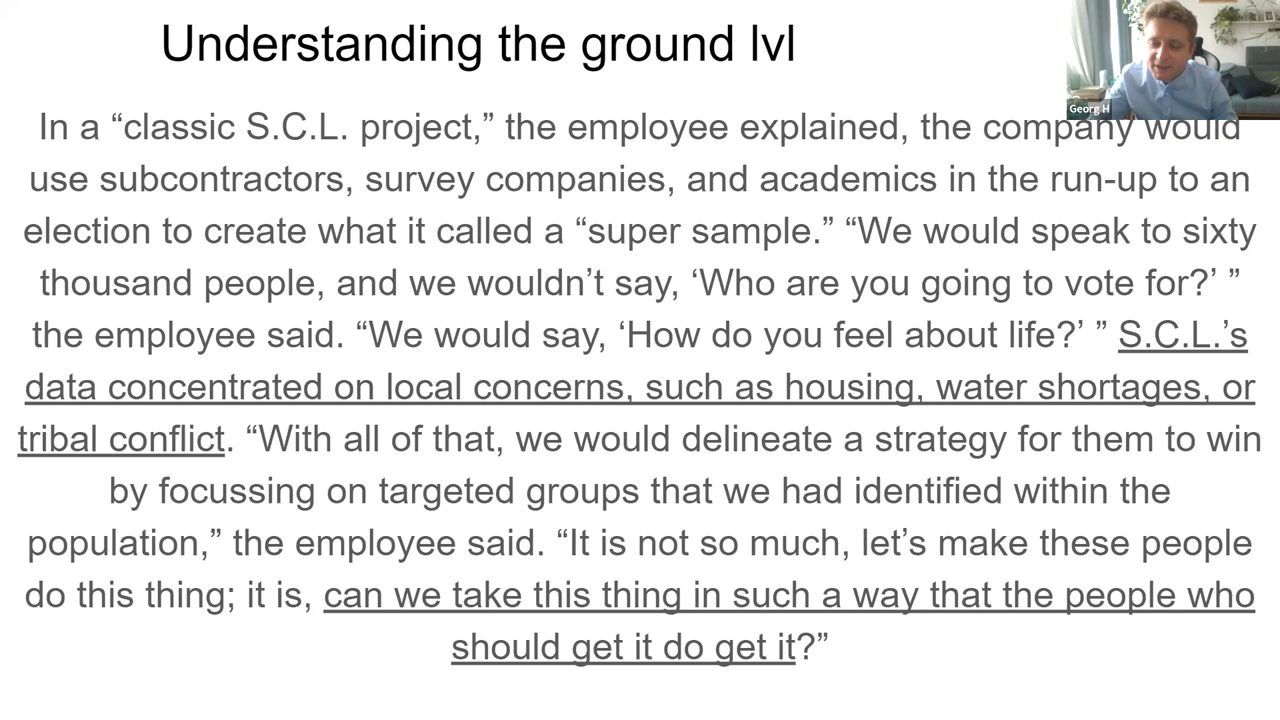 Understanding the ground lvl
Georg H
In a “classic S.C.L. project,” the employee explained, the company would
use subcontractors, survey companies, and academics in the run-up to an
election to create what it called a “super sample.” “We would speak to sixty
thousand people, and we wouldn’t say, ‘Who are you going to vote for?’ ”
the employee said. “We would say, ‘How do you feel about life?’ ” S.C.L.’s
data concentrated on local concerns, such as housing, water shortages, or
tribal conflict. “With all of that, we would delineate a strategy for them to win
by focussing on targeted groups that we had identified within the
population,” the employee said. “It is not so much, let’s make these people
do this thing; it is, can we take this thing in such a way that the people who
should get it do get it?”